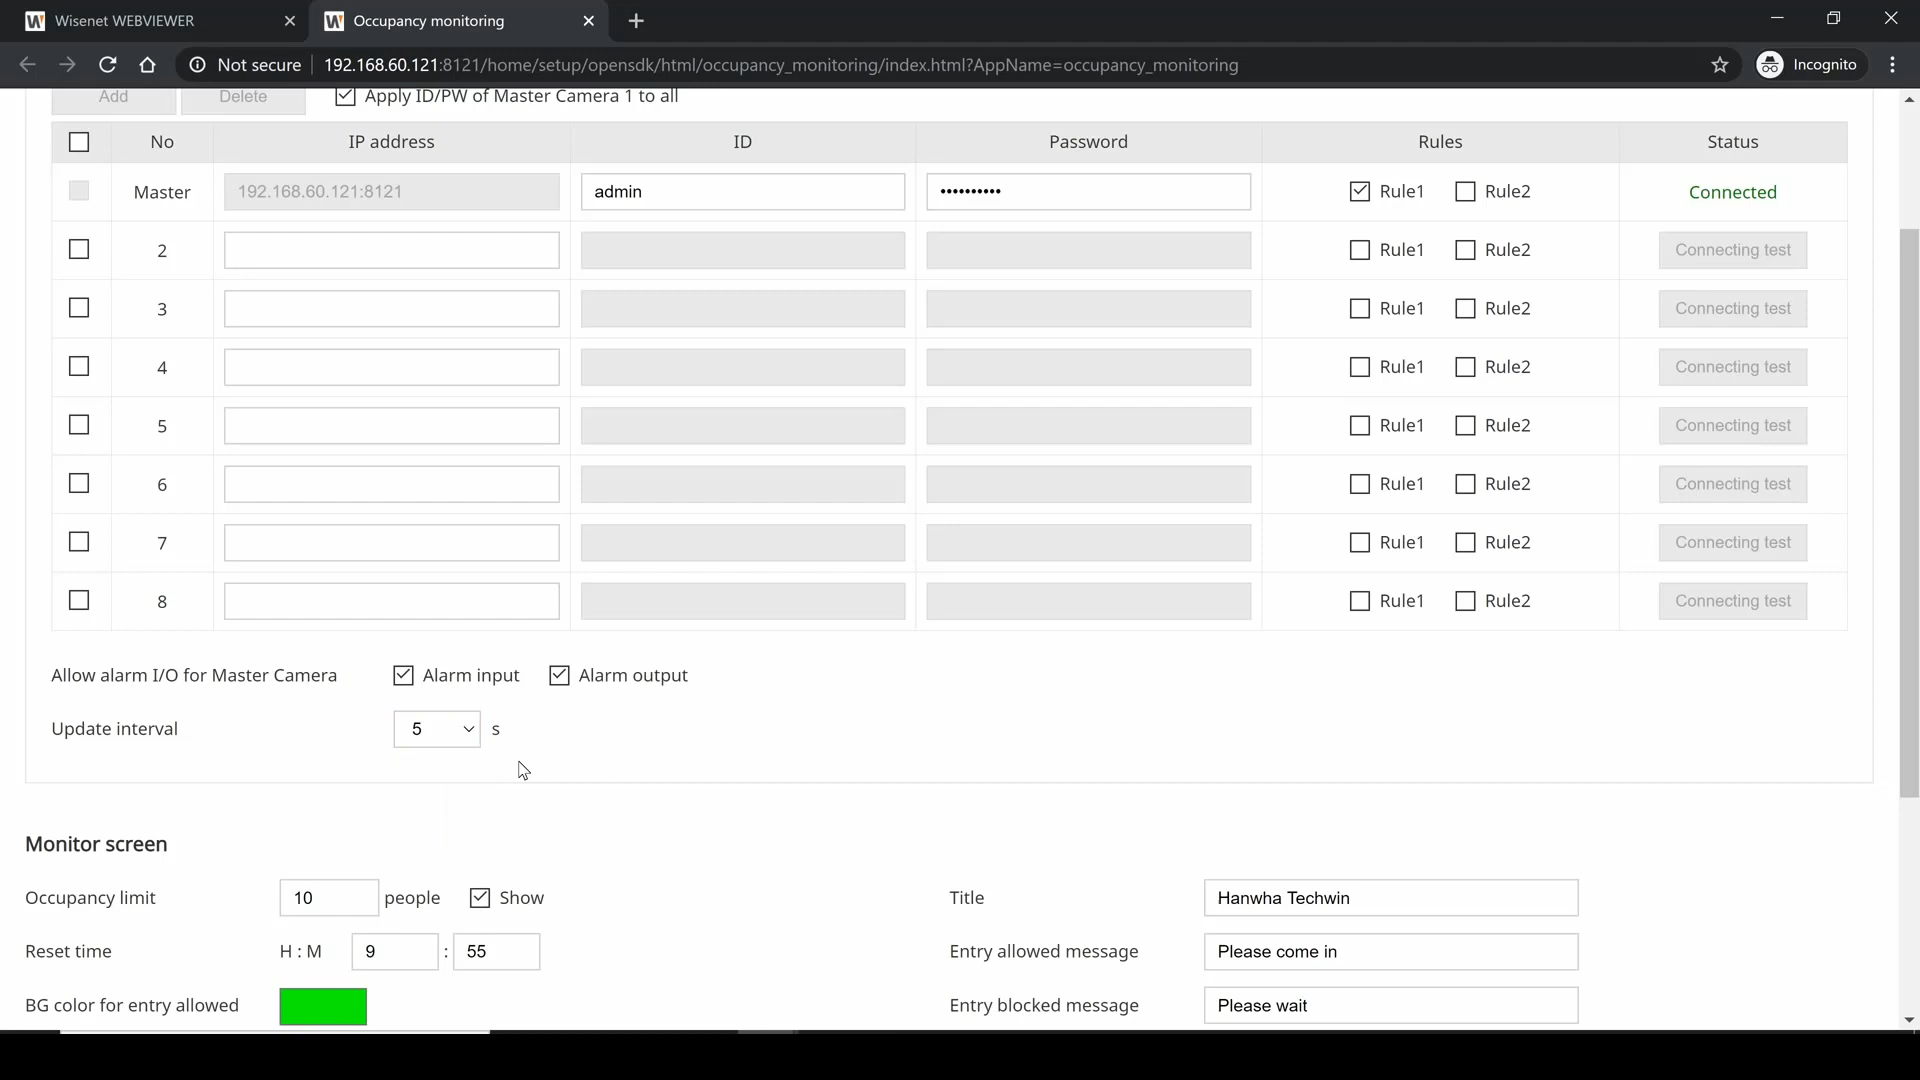 Wisenet WEBVIEWER
Occupancy monitoring
Not secure 192.168.60.121:8121/home/setup/opensdk/html/occupancy_monitoring/index.html?AppName=occupancy_monitoring Incognito
Add Delete Apply ID/PW of Master Camera 1 to all
No IP address ID Password Rules Status
Master 192.168.60.121:8121 admin •••••••••• Rule1 Rule2 Connected
2 Rule1 Rule2 Connecting test
3 Rule1 Rule2 Connecting test
4 Rule1 Rule2 Connecting test
5 Rule1 Rule2 Connecting test
6 Rule1 Rule2 Connecting test
7 Rule1 Rule2 Connecting test
8 Rule1 Rule2 Connecting test
Allow alarm I/O for Master Camera Alarm input Alarm output
Update interval 5 s
Monitor screen
Occupancy limit 10 people Show Title Hanwha Techwin
Reset time H : M 9 : 55 Entry allowed message Please come in
BG color for entry allowed Entry blocked message Please wait